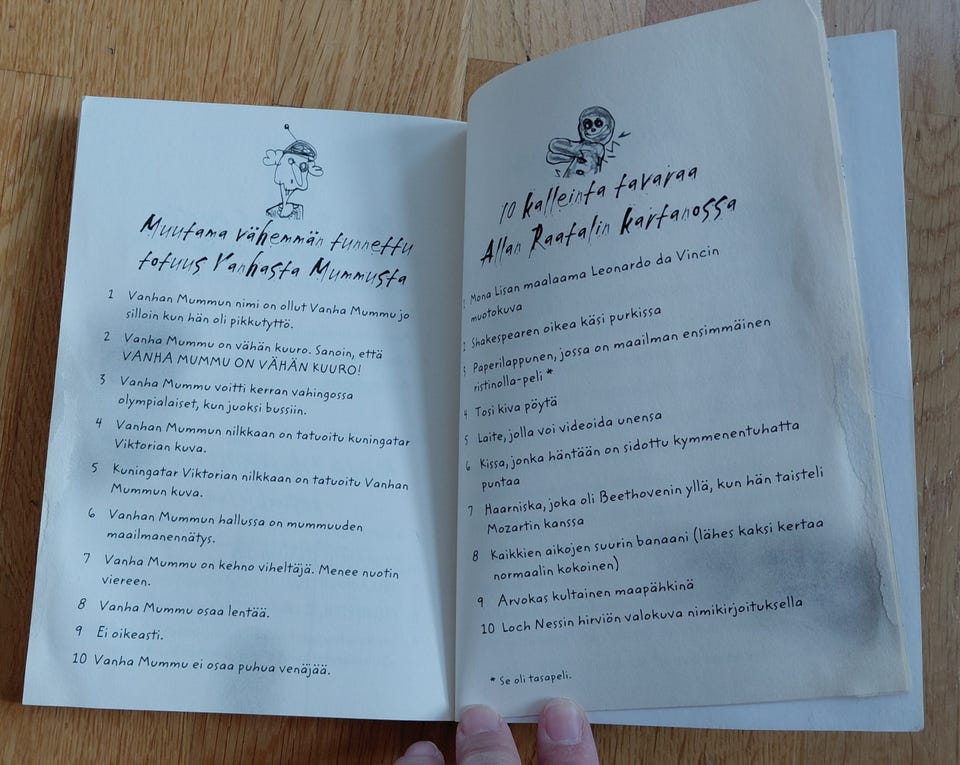 Muutama vähemmän tunnettu
totuus Vanhasta Mummusta
1 Vanhan Mummun nimi on ollut Vanha Mummu jo
silloin kun hän oli pikkutyttö.
2 Vanha Mummu on vähän kuuro. Sanoin, että
VANHA MUMMU ON VÄHÄN KUURO!
3 Vanha Mummu voitti kerran vahingossa
olympialaiset, kun juoksi bussiin.
4 Vanhan Mummun nilkkaan on tatuoitu kuningatar
Viktorian kuva.
5 Kuningatar Viktorian nilkkaan on tatuoitu Vanhan
Mummun kuva.
6 Vanhan Mummun hallussa on mummuuden
maailmanennätys.
7 Vanha Mummu on kehno viheltäjä. Menee nuotin
viereen.
8 Vanha Mummu osaa lentää.
9 Ei oikeasti.
10 Vanha Mummu ei osaa puhua venäjää.
10 kalleinta tavaraa
Allan Raatalin kartanossa
1 Mona Lisan maalaama Leonardo da Vincin
muotokuva
2 Shakespearen oikea käsi purkissa
3 Paperilappunen, jossa on maailman ensimmäinen
ristinolla-peli *
4 Tosi kiva pöytä
5 Laite, jolla voi videoida unensa
6 Kissa, jonka häntään on sidottu kymmenentuhatta
puntaa
7 Haarniska, joka oli Beethovenin yllä, kun hän taisteli
Mozartin kanssa
8 Kaikkien aikojen suurin banaani (lähes kaksi kertaa
normaalin kokoinen)
9 Arvokas kultainen maapähkinä
10 Loch Nessin hirviön valokuva nimikirjoituksella
* Se oli tasapeli.